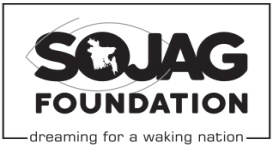 SOJAG
FOUNDATION
dreaming for a waking nation